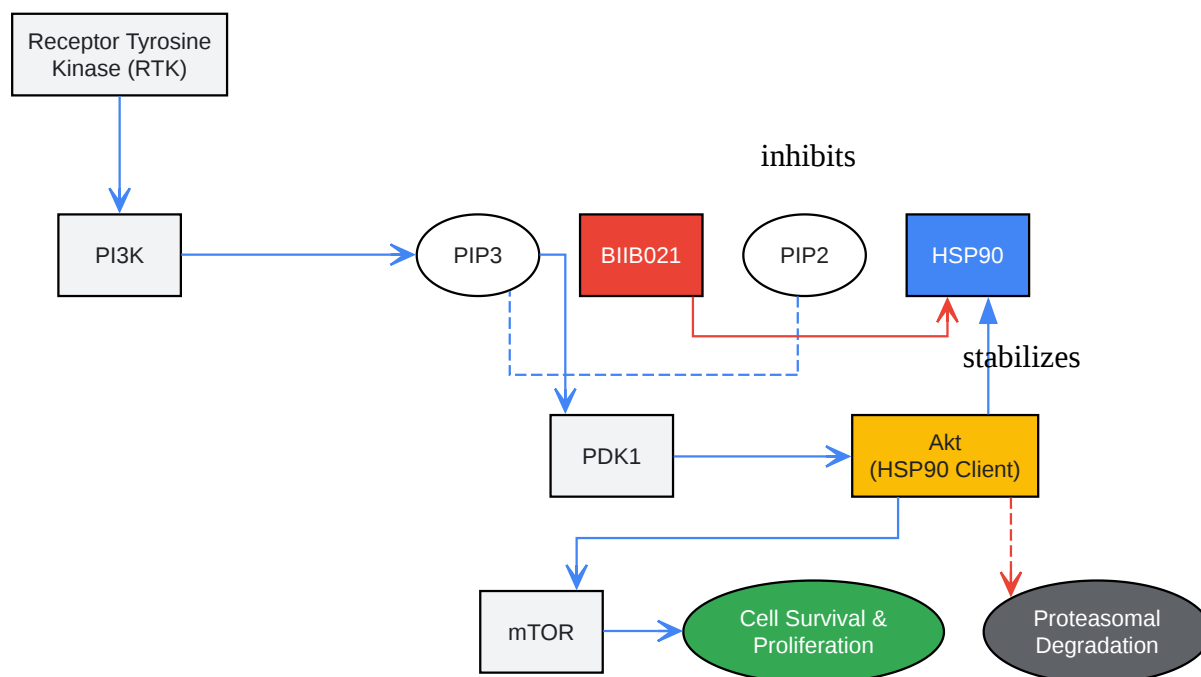 Receptor Tyrosine
Kinase (RTK)
inhibits
PI3K
PIP3
BIIB021
PIP2
HSP90
stabilizes
PDK1
Akt
(HSP90 Client)
mTOR
Cell Survival &
Proliferation
Proteasomal
Degradation